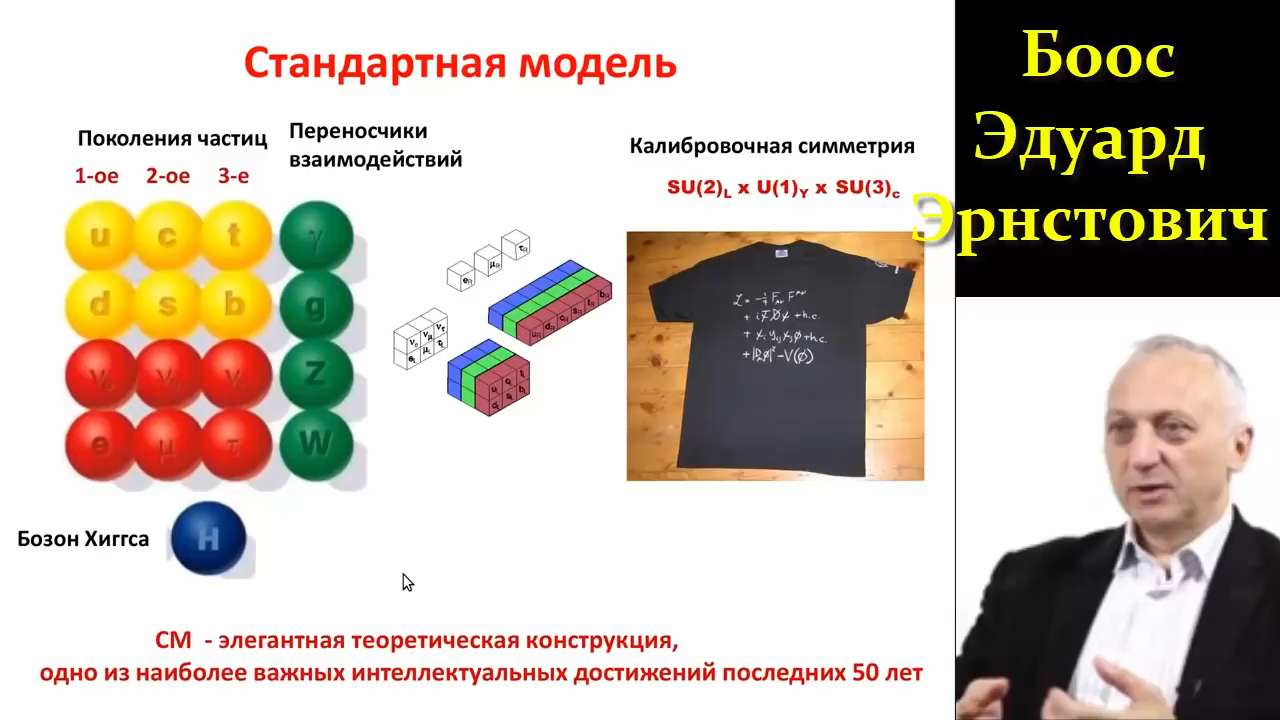 Стандартная модель
Поколения частиц
1-ое 2-ое 3-е
Переносчики
взаимодействий
u c t γ
d s b g
ν ν ν Z
e μ τ W
Бозон Хиггса
H
Калибровочная симметрия
SU(2)L x U(1)Y x SU(3)c
СМ - элегантная теоретическая конструкция,
одно из наиболее важных интеллектуальных достижений последних 50 лет
Боос
Эдуард
Эрнстович